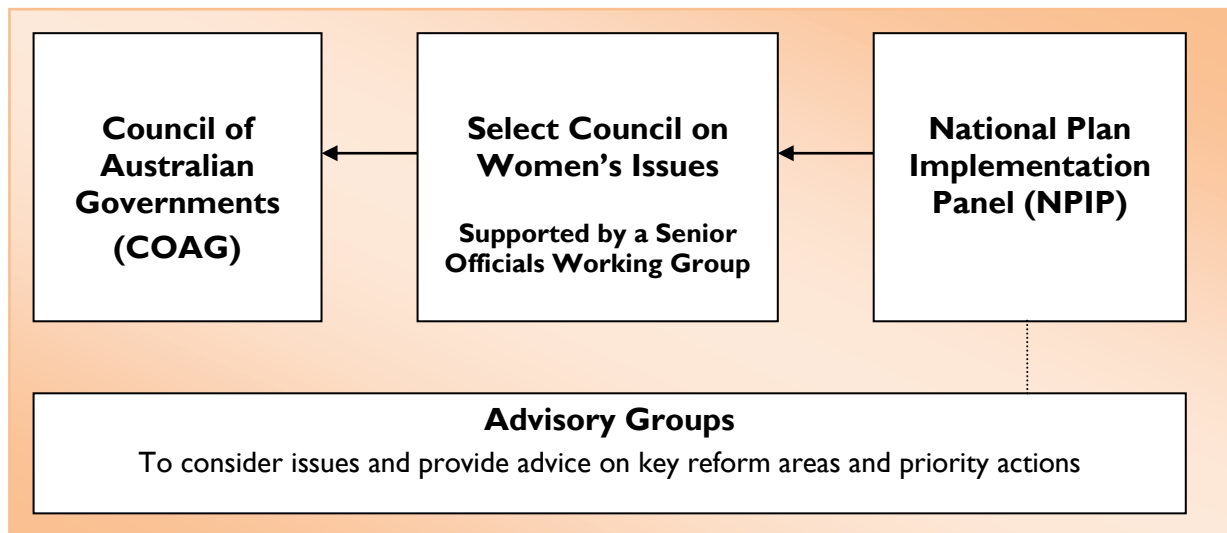 Council of
Australian
Governments
(COAG)
Select Council on
Women’s Issues
Supported by a Senior
Officials Working Group
National Plan
Implementation
Panel (NPIP)
Advisory Groups
To consider issues and provide advice on key reform areas and priority actions